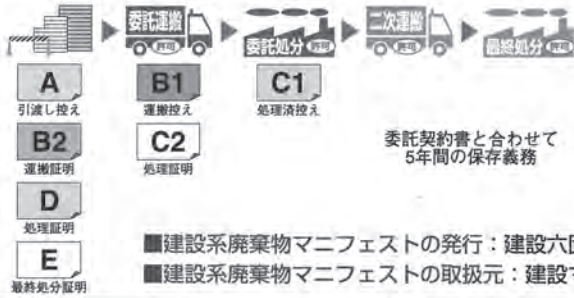 委託運搬 許可
委託処分 許可
二次運搬 許可
最終処分 許可
A
引渡し控え
B1
運搬控え
C1
処理済控え
B2
運搬証明
C2
処理証明
委託契約書と合わせて
5年間の保存義務
D
処理証明
E
最終処分証明
■建設系廃棄物マニフェストの発行：建設六
■建設系廃棄物マニフェストの取扱元：建設